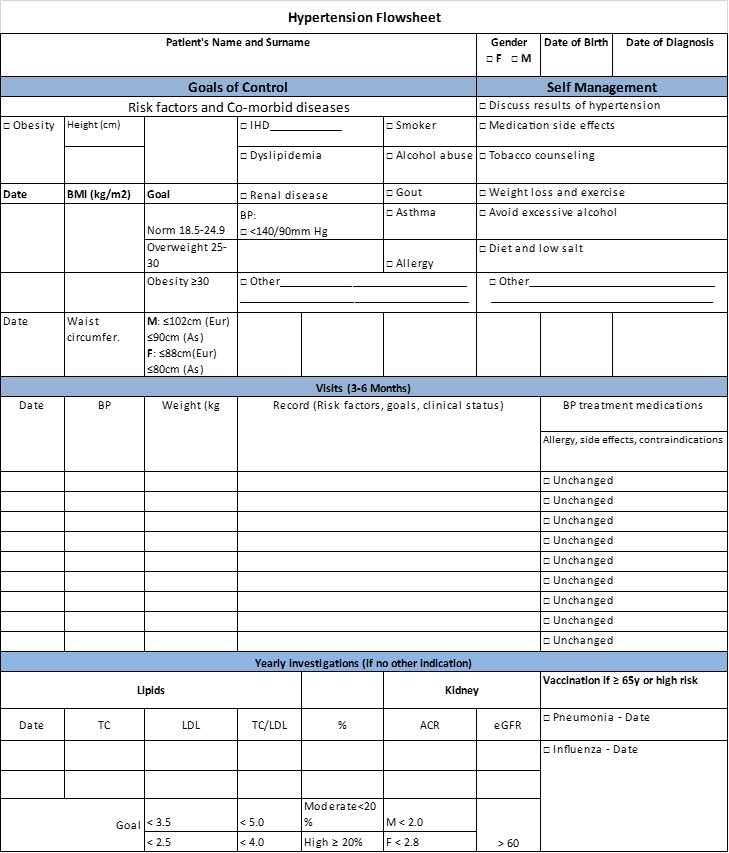 Hypertension Flowsheet
Patient's Name and Surname
Gender
□ F □ M
Date of Birth
Date of Diagnosis
Goals of Control
Self Management
Risk factors and Co-morbid diseases
□ Discuss results of hypertension
□ Obesity
Height (cm)
□ IHD____________
□ Smoker
□ Medication side effects
□ Dyslipidemia
□ Alcohol abuse
□ Tobacco counseling
Date
BMI (kg/m2)
Goal
□ Renal disease
□ Gout
□ Weight loss and exercise
Norm 18.5-24.9
BP:
□ <140/90mm Hg
□ Asthma
□ Avoid excessive alcohol
Overweight 25-
30
□ Allergy
□ Diet and low salt
Obesity ≥30
□ Other________________________________
________________________________________
□ Other________________________________
______________________________________
Date
Waist
circumfer.
M: ≤102cm (Eur)
≤90cm (As)
F: ≤88cm(Eur)
≤80cm (As)
Visits (3-6 Months)
Date
BP
Weight (kg
Record (Risk factors, goals, clinical status)
BP treatment medications
Allergy, side effects, contraindications
□ Unchanged
□ Unchanged
□ Unchanged
□ Unchanged
□ Unchanged
□ Unchanged
□ Unchanged
□ Unchanged
□ Unchanged
Yearly investigations (if no other indication)
Lipids
Kidney
Vaccination if ≥ 65y or high risk
Date
TC
LDL
TC/LDL
%
ACR
eGFR
□ Pneumonia - Date
□ Influenza - Date
Goal
< 3.5
< 5.0
Moderate<20
%
M < 2.0
< 2.5
< 4.0
High ≥ 20%
F < 2.8
> 60